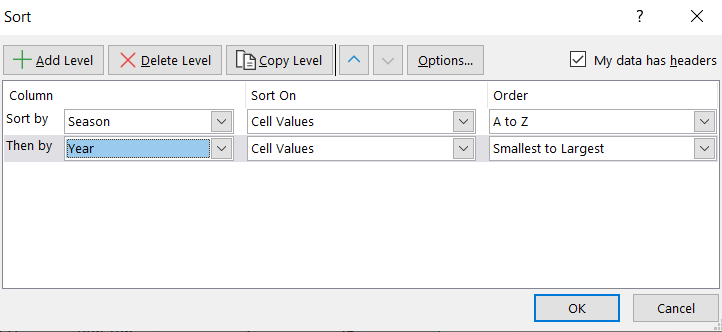 Sort ?
Add Level Delete Level Copy Level Options... My data has headers
Column Sort On Order
Sort by Season Cell Values A to Z
Then by Year Cell Values Smallest to Largest
OK Cancel